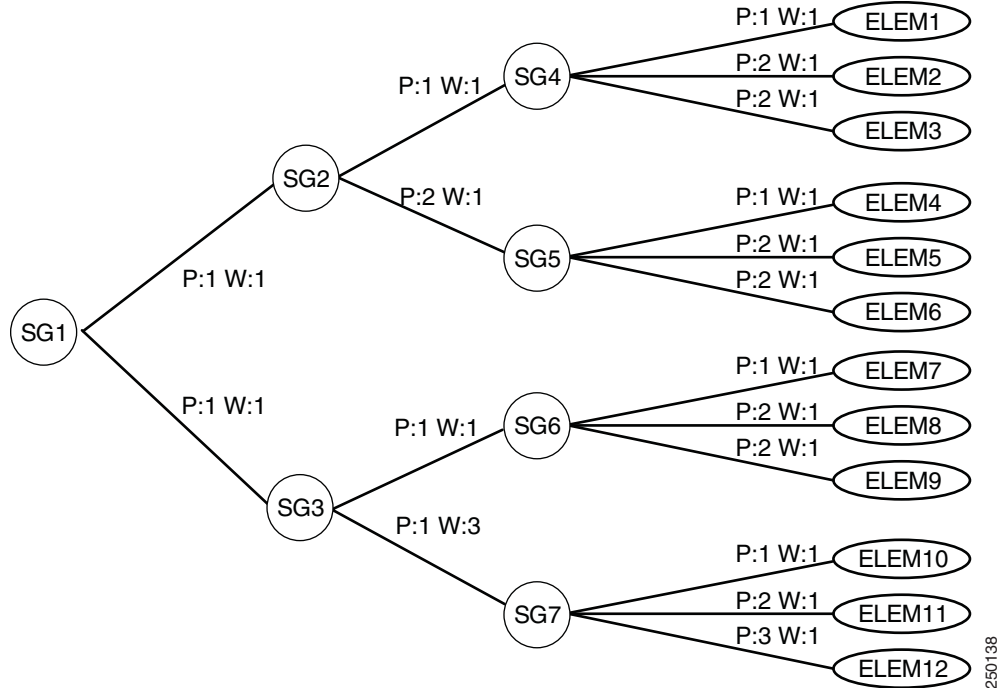 P:1 W:1
ELEM1
SG4
P:2 W:1
ELEM2
P:1 W:1
P:2 W:1
ELEM3
SG2
P:2 W:1
P:1 W:1
ELEM4
P:2 W:1
ELEM5
SG5
P:1 W:1
P:2 W:1
ELEM6
SG1
P:1 W:1
ELEM7
P:1 W:1
P:1 W:1
SG6
P:2 W:1
ELEM8
P:2 W:1
ELEM9
SG3
P:1 W:3
P:1 W:1
ELEM10
SG7
P:2 W:1
ELEM11
P:3 W:1
ELEM12
250138